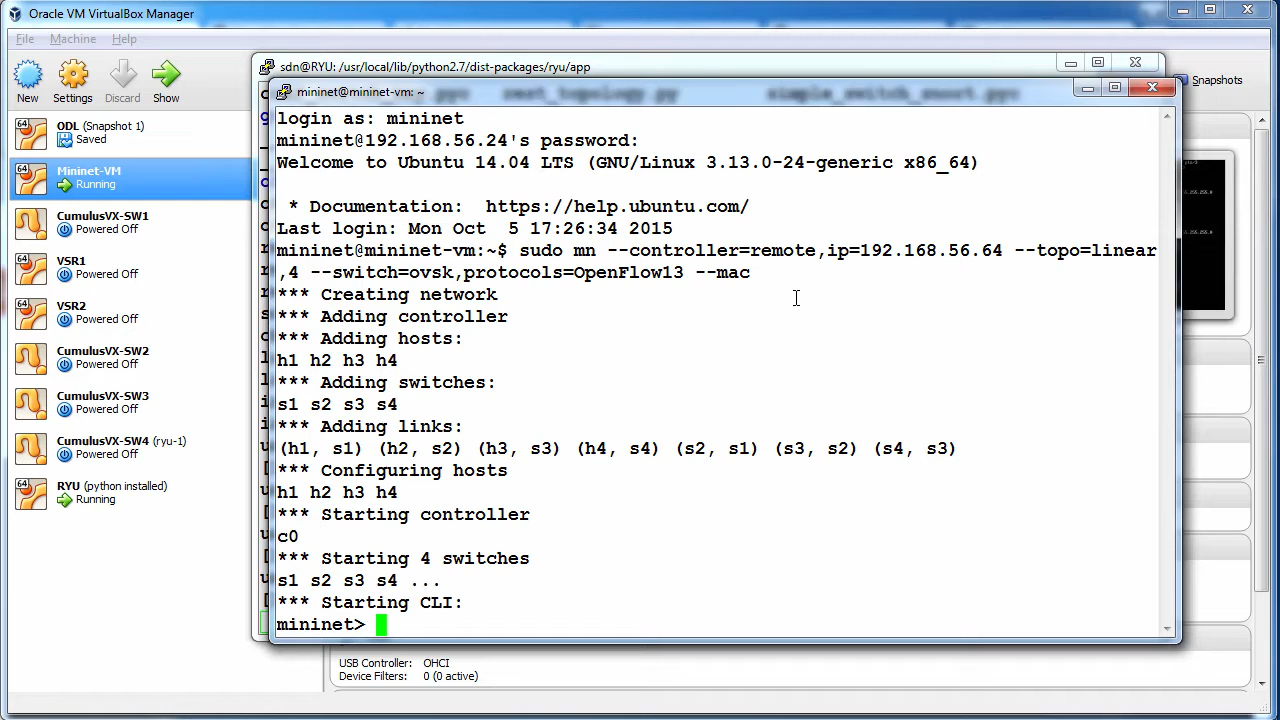 Oracle VM VirtualBox Manager
File Machine Help
New Settings Discard Show
Snapshots
ODL (Snapshot 1)
Saved
Mininet-VM
Running
CumulusVX-SW1
Powered Off
VSR1
Powered Off
VSR2
Powered Off
CumulusVX-SW2
Powered Off
CumulusVX-SW3
Powered Off
CumulusVX-SW4 (ryu-1)
Powered Off
RYU (python installed)
Running
sdn@RYU: /usr/local/lib/python2.7/dist-packages/ryu/app
rest_topology.py simple_switch_snort.pyc
mininet@mininet-vm: ~
login as: mininet
mininet@192.168.56.24's password:
Welcome to Ubuntu 14.04 LTS (GNU/Linux 3.13.0-24-generic x86_64)
* Documentation: https://help.ubuntu.com/
Last login: Mon Oct  5 17:26:34 2015
mininet@mininet-vm:~$ sudo mn --controller=remote,ip=192.168.56.64 --topo=linear
,4 --switch=ovsk,protocols=OpenFlow13 --mac
*** Creating network
*** Adding controller
*** Adding hosts:
h1 h2 h3 h4
*** Adding switches:
s1 s2 s3 s4
*** Adding links:
(h1, s1) (h2, s2) (h3, s3) (h4, s4) (s2, s1) (s3, s2) (s4, s3)
*** Configuring hosts
h1 h2 h3 h4
*** Starting controller
c0
*** Starting 4 switches
s1 s2 s3 s4 ...
*** Starting CLI:
mininet>
USB Controller: OHCI
Device Filters: 0 (0 active)